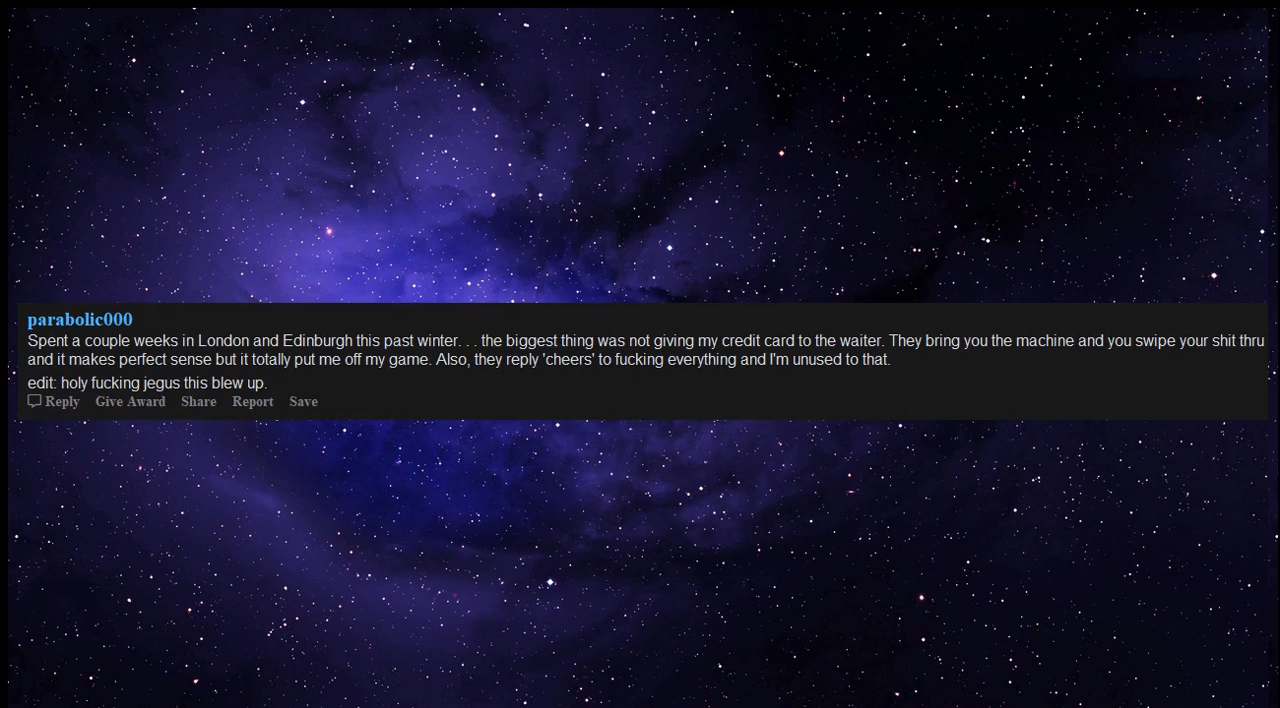 parabolic000
Spent a couple weeks in London and Edinburgh this past winter. . . the biggest thing was not giving my credit card to the waiter. They bring you the machine and you swipe your shit thru
and it makes perfect sense but it totally put me off my game. Also, they reply 'cheers' to fucking everything and I'm unused to that.
edit: holy fucking jegus this blew up.
Reply Give Award Share Report Save